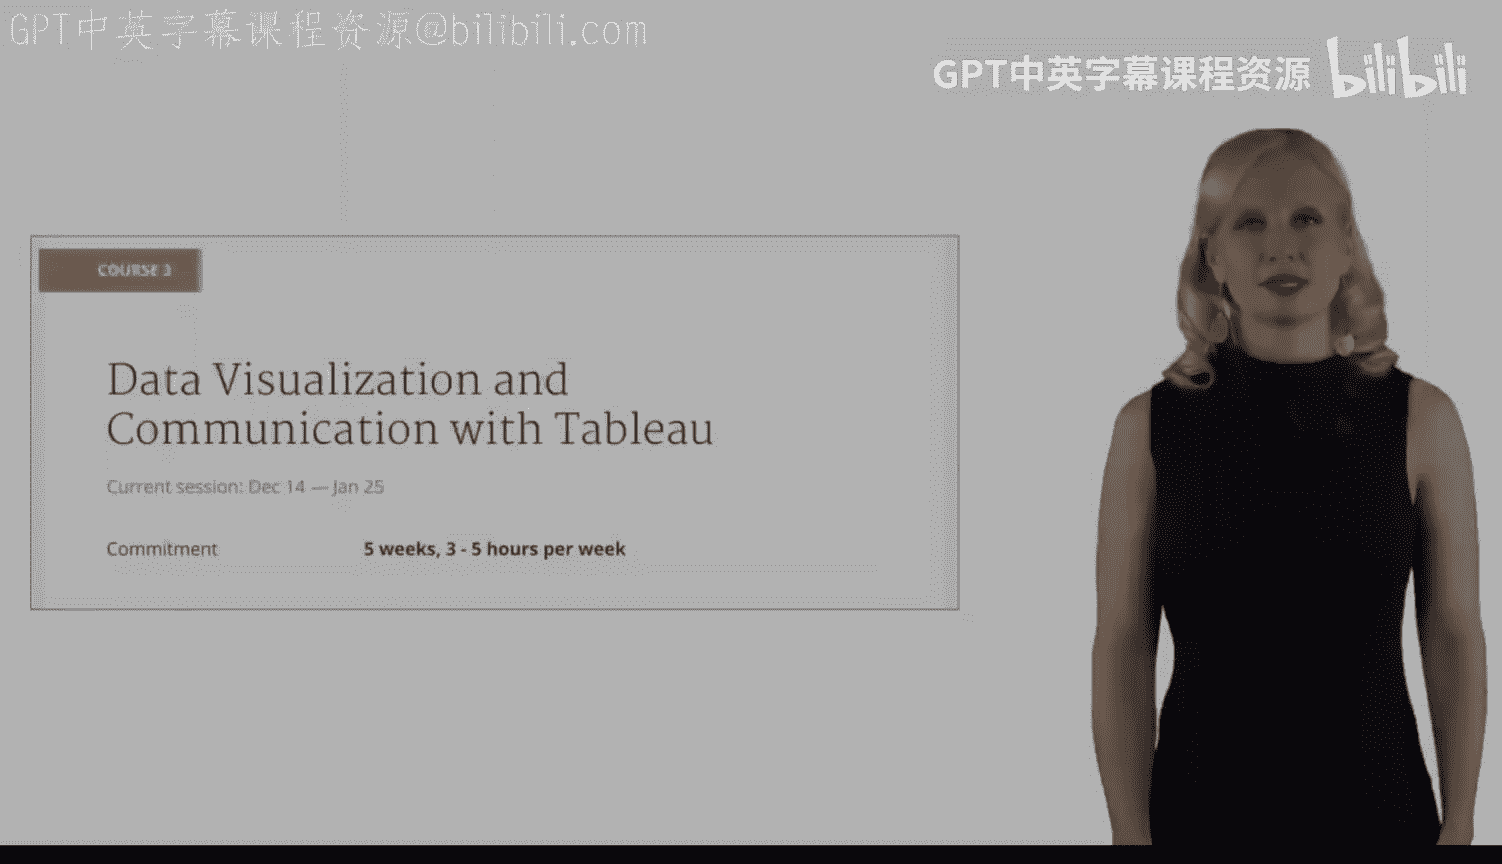 GPT中英字幕课程资源@bilibili.com
GPT中英字幕课程资源 bilibili
COURSE 3
Data Visualization and
Communication with Tableau
Current session: Dec 14 — Jan 25
Commitment 5 weeks, 3 - 5 hours per week